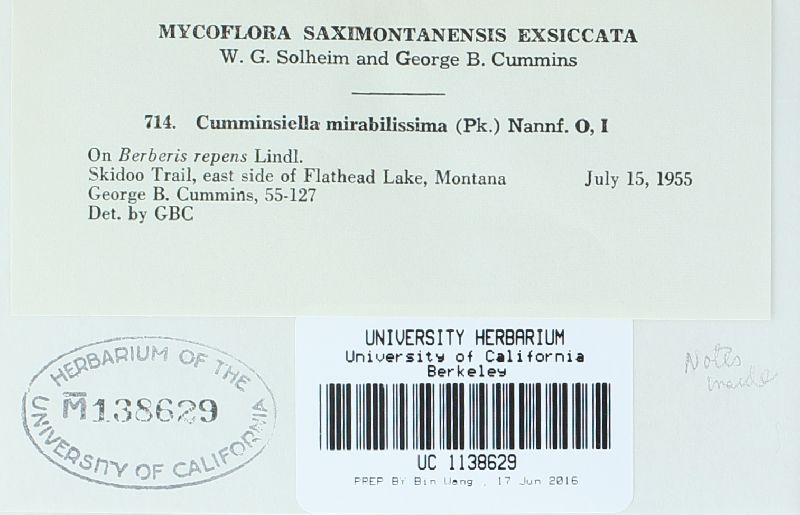 MYCOFLORA SAXIMONTANENSIS EXSICCATA
W. G. Solheim and George B. Cummins
714. Cumminsiella mirabilissima (Pk.) Nannf. O, I
On Berberis repens Lindl.
Skidoo Trail, east side of Flathead Lake, Montana July 15, 1955
George B. Cummins, 55-127
Det. by GBC
HERBARIUM OF THE
M138629
UNIVERSITY OF CALIFORNIA
UNIVERSITY HERBARIUM
University of California
Berkeley
UC 1138629
PREP BY Bin Wang , 17 Jun 2016
Notes
inside